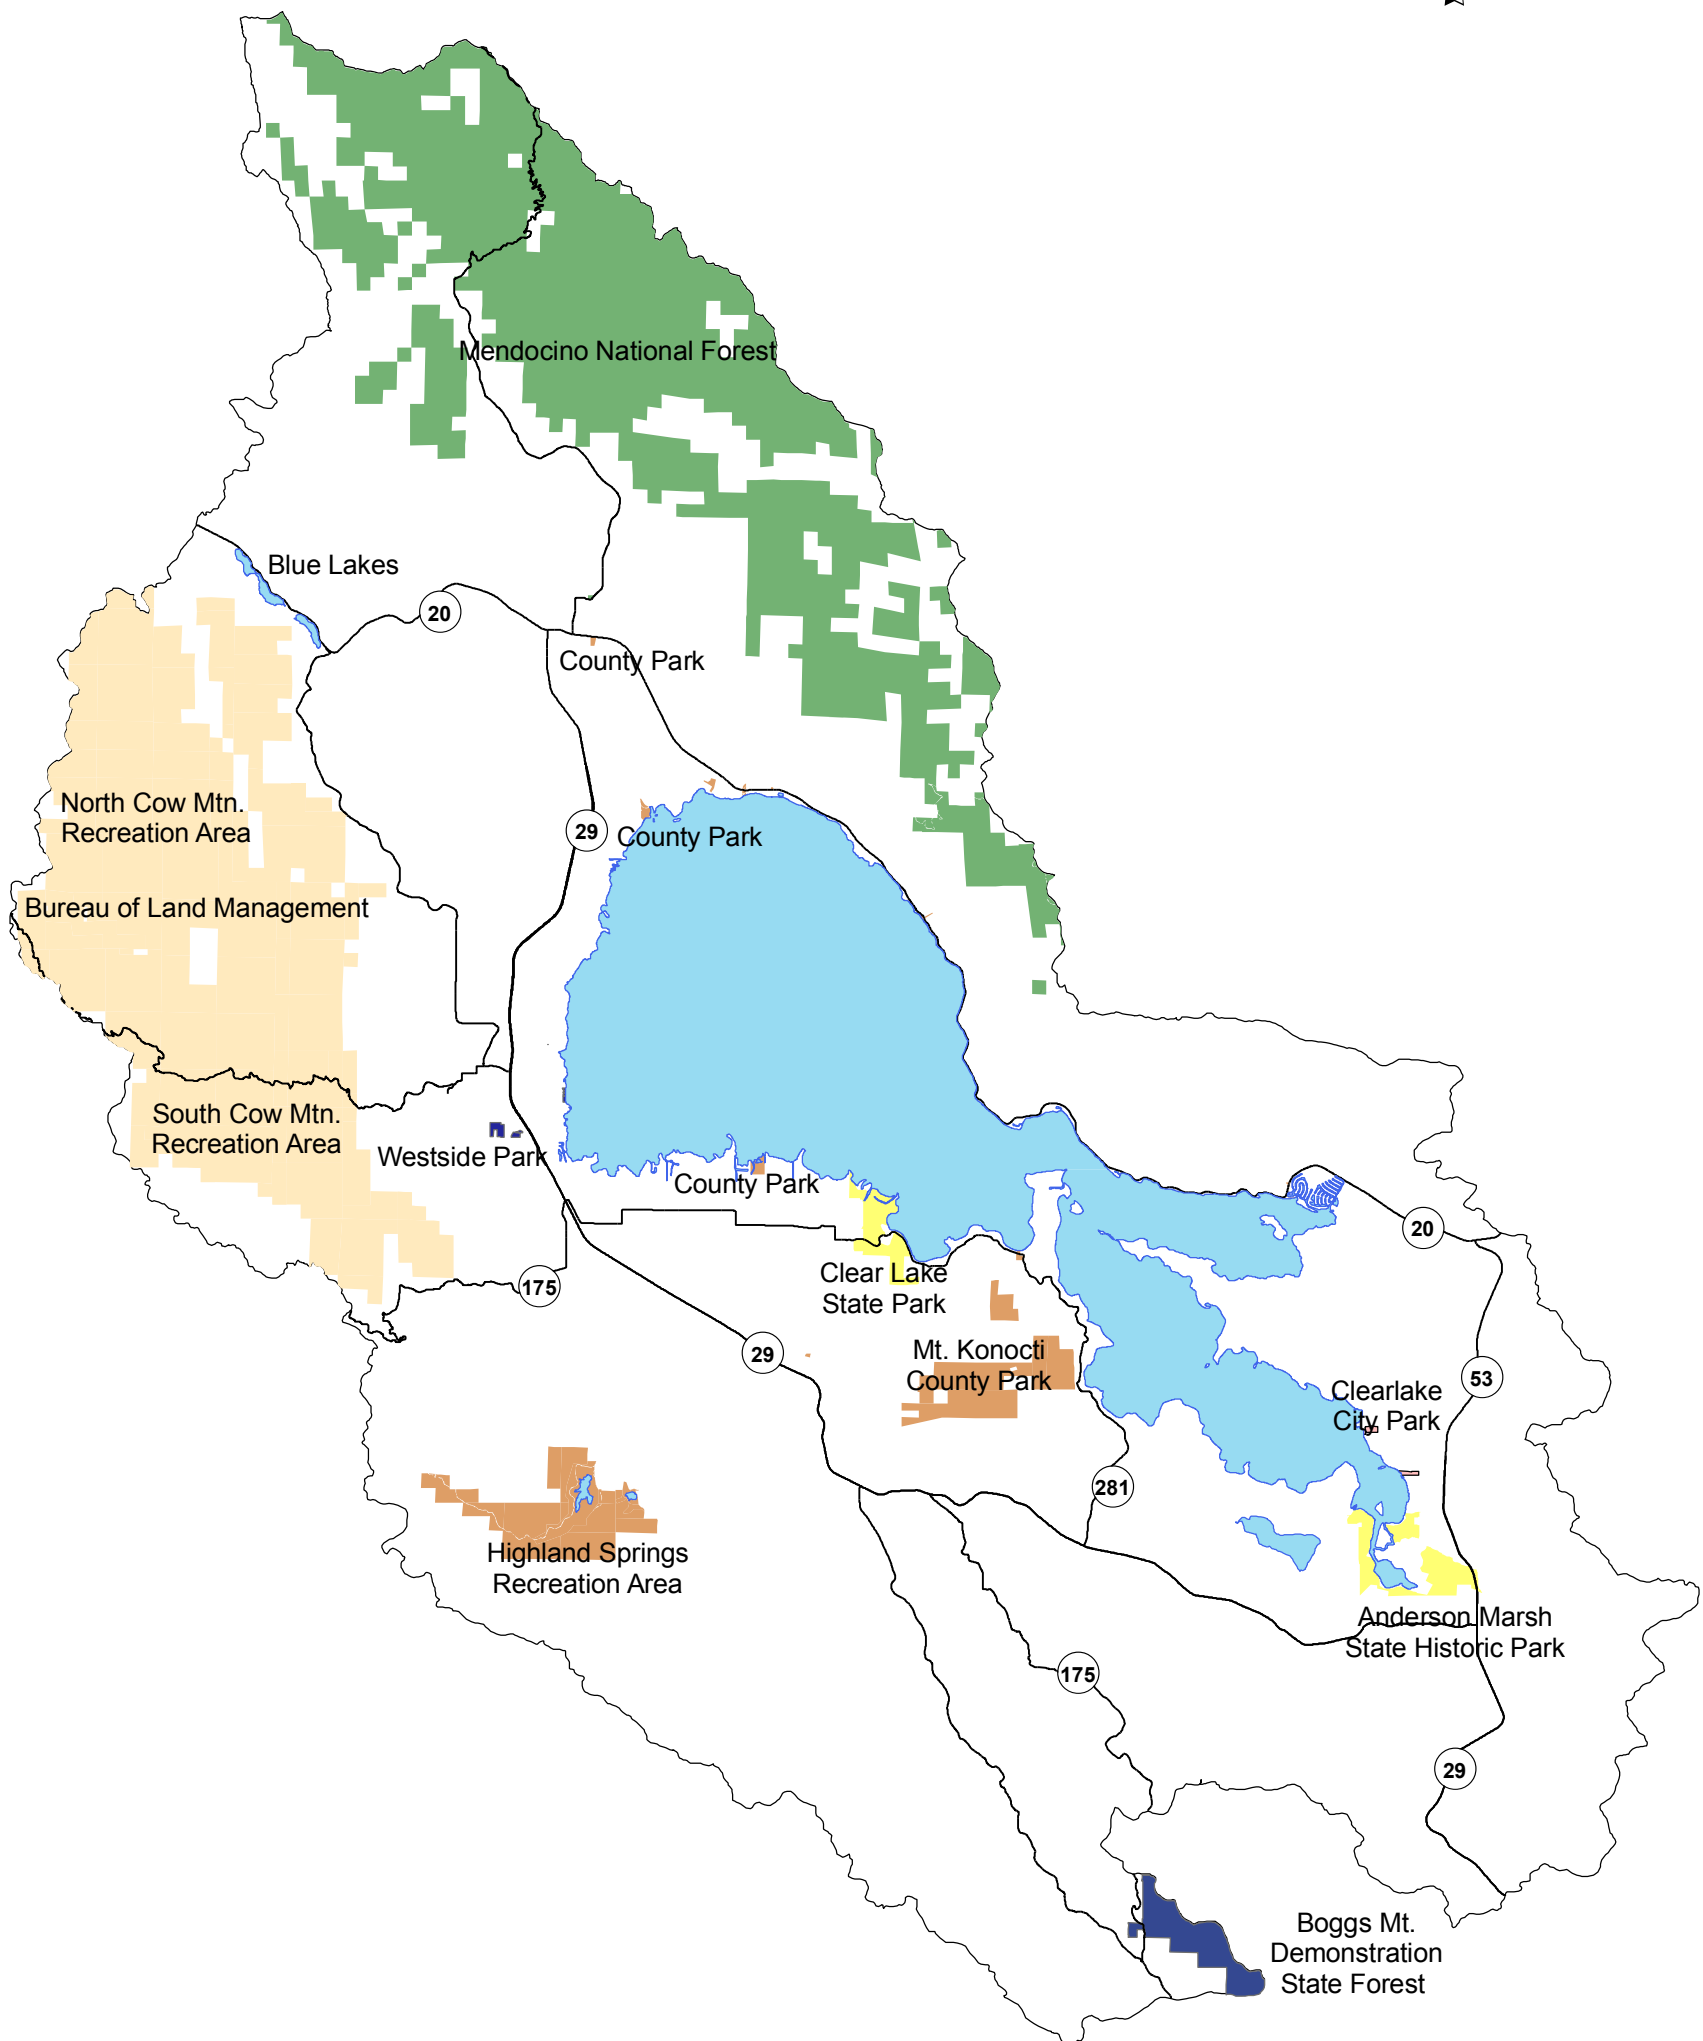 Mendocino National Forest
Blue Lakes
20
County Park
North Cow Mtn.
Recreation Area
29
County Park
Bureau of Land Management
South Cow Mtn.
Recreation Area
Westside Park
County Park
20
175
Clear Lake
State Park
29
Mt. Konocti
County Park
53
Clearlake
City Park
281
Highland Springs
Recreation Area
Anderson Marsh
State Historic Park
175
29
Boggs Mt.
Demonstration
State Forest